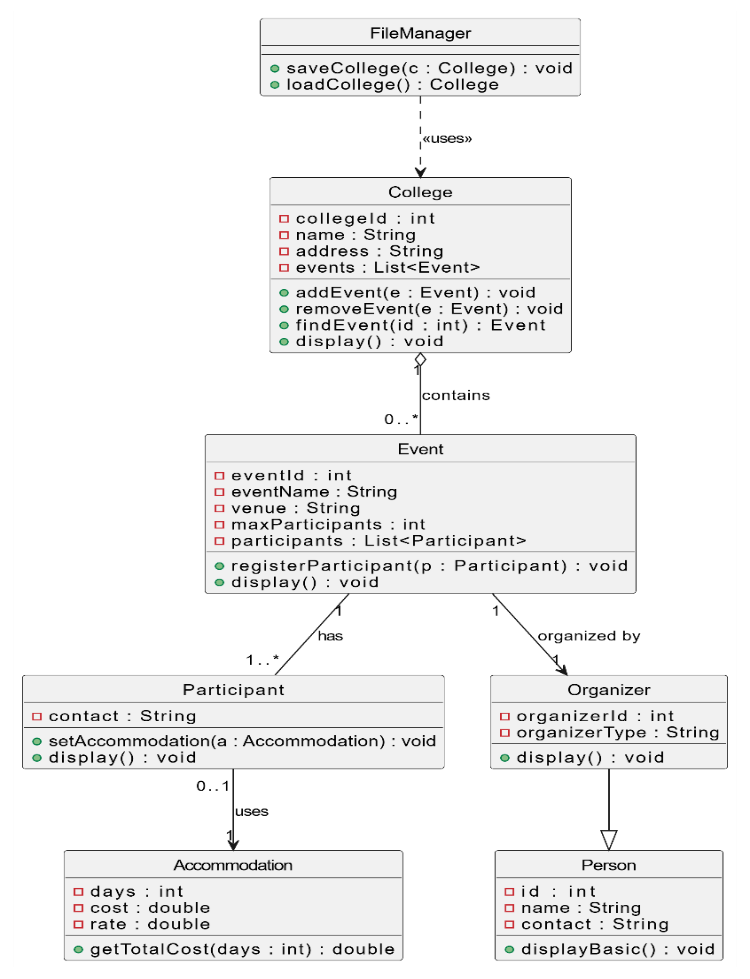 FileManager
saveCollege(c : College) : void
loadCollege() : College
«uses»
College
collegeId : int
name : String
address : String
events : List<Event>
addEvent(e : Event) : void
removeEvent(e : Event) : void
findEvent(id : int) : Event
display() : void
1
contains
0..*
Event
eventId : int
eventName : String
venue : String
maxParticipants : int
participants : List<Participant>
registerParticipant(p : Participant) : void
display() : void
1
1
has
organized by
1..*
1
Participant
contact : String
setAccommodation(a : Accommodation) : void
display() : void
Organizer
organizerId : int
organizerType : String
display() : void
0..1
uses
1
Accommodation
days : int
cost : double
rate : double
getTotalCost(days : int) : double
Person
id : int
name : String
contact : String
displayBasic() : void